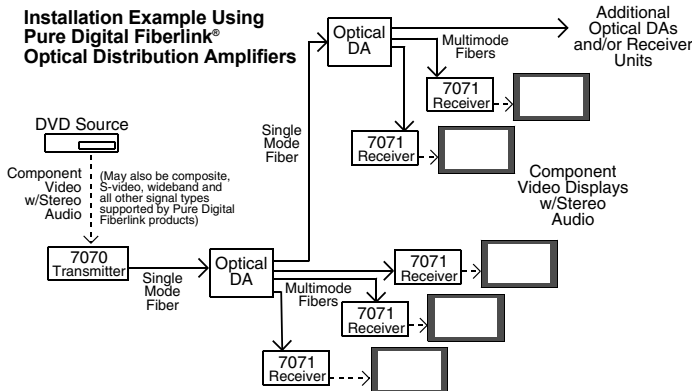 Installation Example Using
Pure Digital Fiberlink®
Optical Distribution Amplifiers
Optical
DA
Multimode
Fibers
Additional
Optical DAs
and/or Receiver
Units
7071
Receiver
7071
Receiver
Single
Mode
Fiber
DVD Source
Component
Video
w/Stereo
Audio
(May also be composite,
S-video, wideband and
all other signal types
supported by Pure Digital
Fiberlink products)
Component
Video Displays
w/Stereo
Audio
7070
Transmitter
Single
Mode
Fiber
Optical
DA
Multimode
Fibers
7071
Receiver
7071
Receiver
7071
Receiver